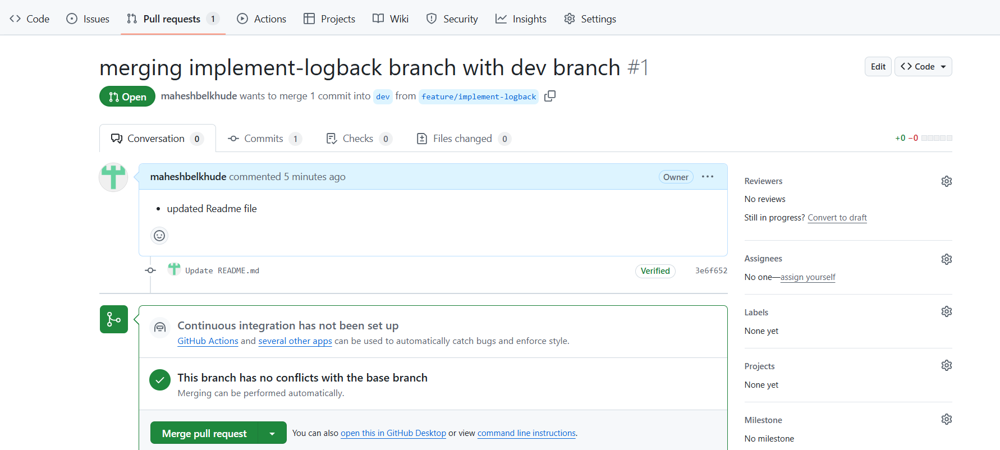 Code Issues Pull requests 1 Actions Projects Wiki Security Insights Settings
merging implement-logback branch with dev branch #1
Edit Code
Open maheshbelkhude wants to merge 1 commit into dev from feature/implement-logback
Conversation 0 Commits 1 Checks 0 Files changed 0 +0 −0
maheshbelkhude commented 5 minutes ago Owner
• updated Readme file
Update README.md Verified 3e6f652
Continuous integration has not been set up
GitHub Actions and several other apps can be used to automatically catch bugs and enforce style.
This branch has no conflicts with the base branch
Merging can be performed automatically.
Merge pull request You can also open this in GitHub Desktop or view command line instructions.
Reviewers
No reviews
Still in progress? Convert to draft
Assignees
No one—assign yourself
Labels
None yet
Projects
None yet
Milestone
No milestone